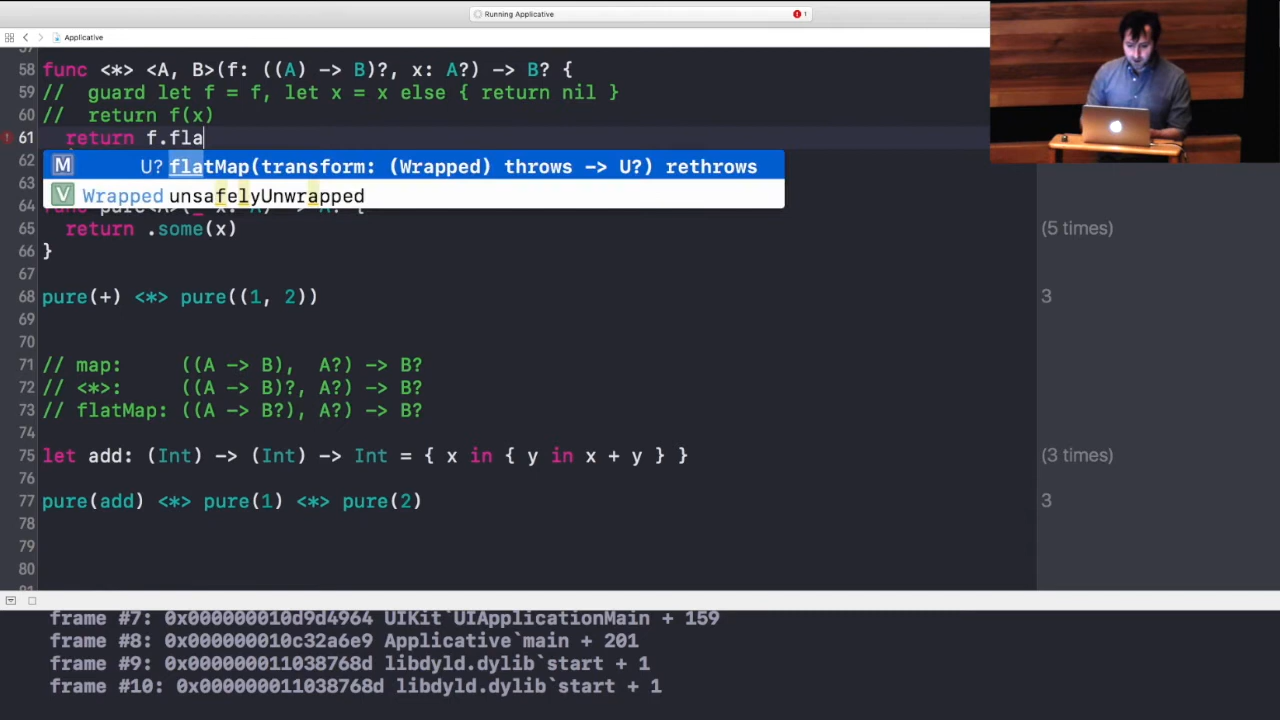 Running Applicative
1
Applicative
57
58 func <*> <A, B>(f: ((A) -> B)?, x: A?) -> B? {
59 //  guard let f = f, let x = x else { return nil }
60 //  return f(x)
61   return f.fla
M U? flatMap(transform: (Wrapped) throws -> U?) rethrows
62
V Wrapped unsafelyUnwrapped
63
64 func pure<A>(_ x: A) -> A? {
65   return .some(x) (5 times)
66 }
67
68 pure(+) <*> pure((1, 2)) 3
69
70
71 // map:     ((A -> B),  A?) -> B?
72 // <*>:     ((A -> B)?, A?) -> B?
73 // flatMap: ((A -> B?), A?) -> B?
74
75 let add: (Int) -> (Int) -> Int = { x in { y in x + y } } (3 times)
76
77 pure(add) <*> pure(1) <*> pure(2) 3
78
79
80
frame #7: 0x000000010d9d4964 UIKit`UIApplicationMain + 159
frame #8: 0x000000010c32a6e9 Applicative`main + 201
frame #9: 0x000000011038768d libdyld.dylib`start + 1
frame #10: 0x000000011038768d libdyld.dylib`start + 1